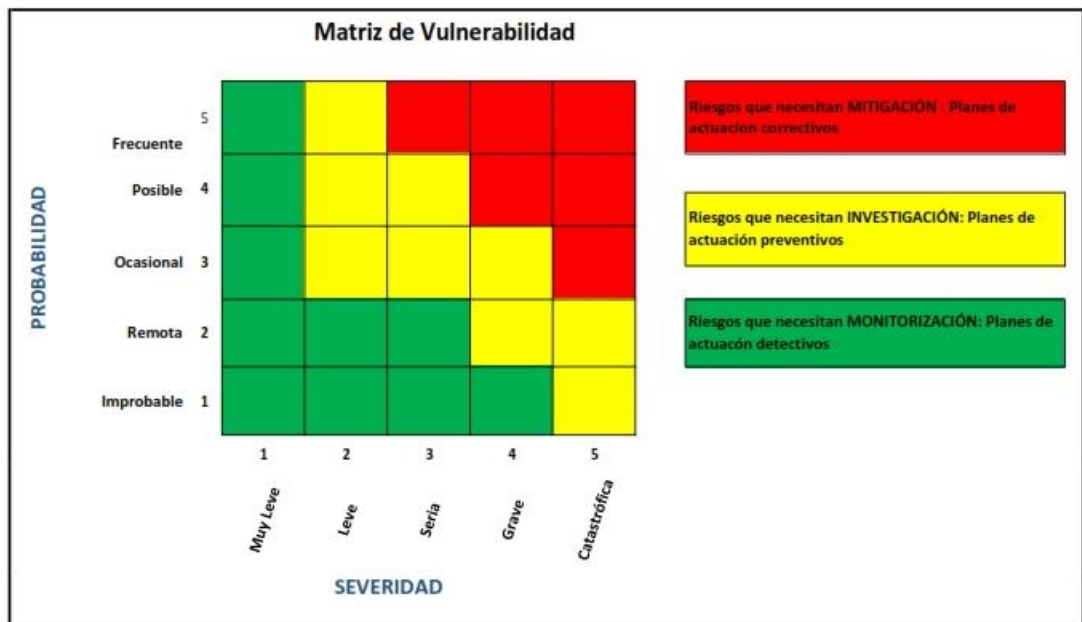 Matriz de Vulnerabilidad
PROBABILIDAD
5
Frecuente
Posible 4
Ocasional 3
Remota 2
Improbable 1
1 2 3 4 5
Muy Leve
Leve
Seria
Grave
Catastrófica
SEVERIDAD
Riesgos que necesitan MITIGACIÓN : Planes de
actuacion correctivos
Riesgos que necesitan INVESTIGACIÓN: Planes de
actuación preventivos
Riesgos que necesitan MONITORIZACIÓN: Planes de
actuacón detectivos